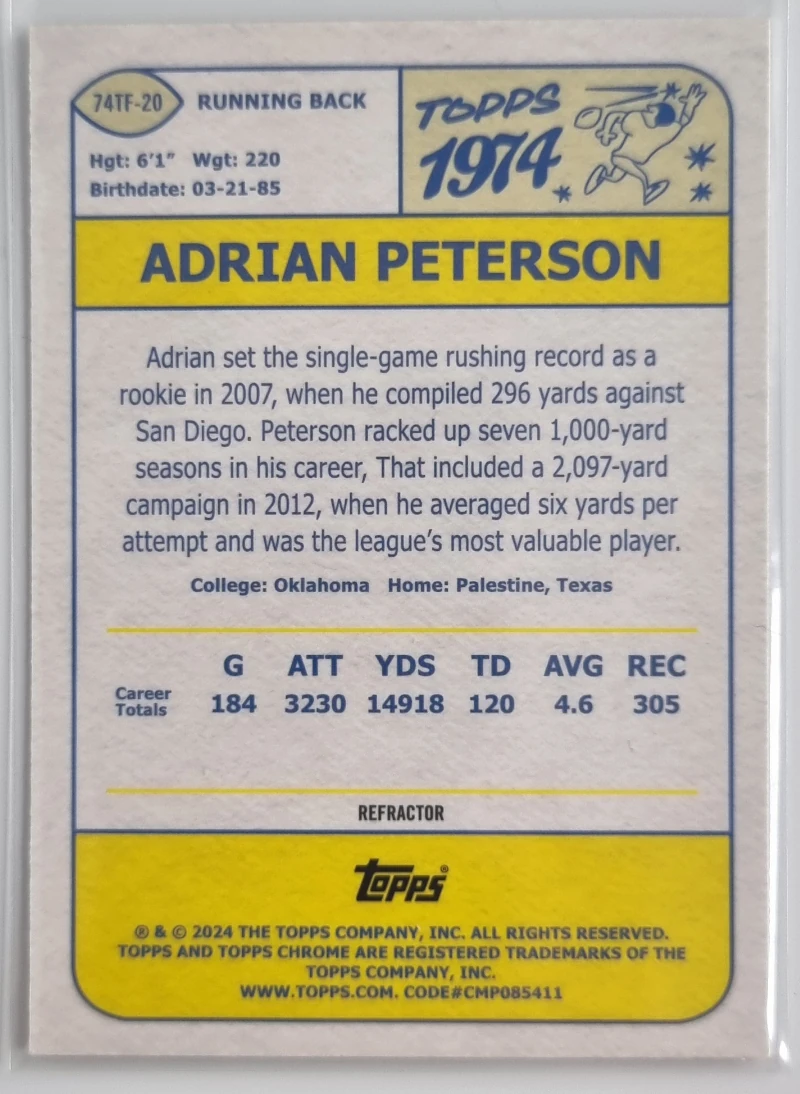 74TF-20 RUNNING BACK
Hgt: 6'1" Wgt: 220
Birthdate: 03-21-85
TOPPS
1974
ADRIAN PETERSON
Adrian set the single-game rushing record as a
rookie in 2007, when he compiled 296 yards against
San Diego. Peterson racked up seven 1,000-yard
seasons in his career, That included a 2,097-yard
campaign in 2012, when he averaged six yards per
attempt and was the league's most valuable player.
College: Oklahoma Home: Palestine, Texas
G ATT YDS TD AVG REC
Career
Totals
184 3230 14918 120 4.6 305
REFRACTOR
topps®
® & © 2024 THE TOPPS COMPANY, INC. ALL RIGHTS RESERVED.
TOPPS AND TOPPS CHROME ARE REGISTERED TRADEMARKS OF THE
TOPPS COMPANY, INC.
WWW.TOPPS.COM. CODE#CMP085411